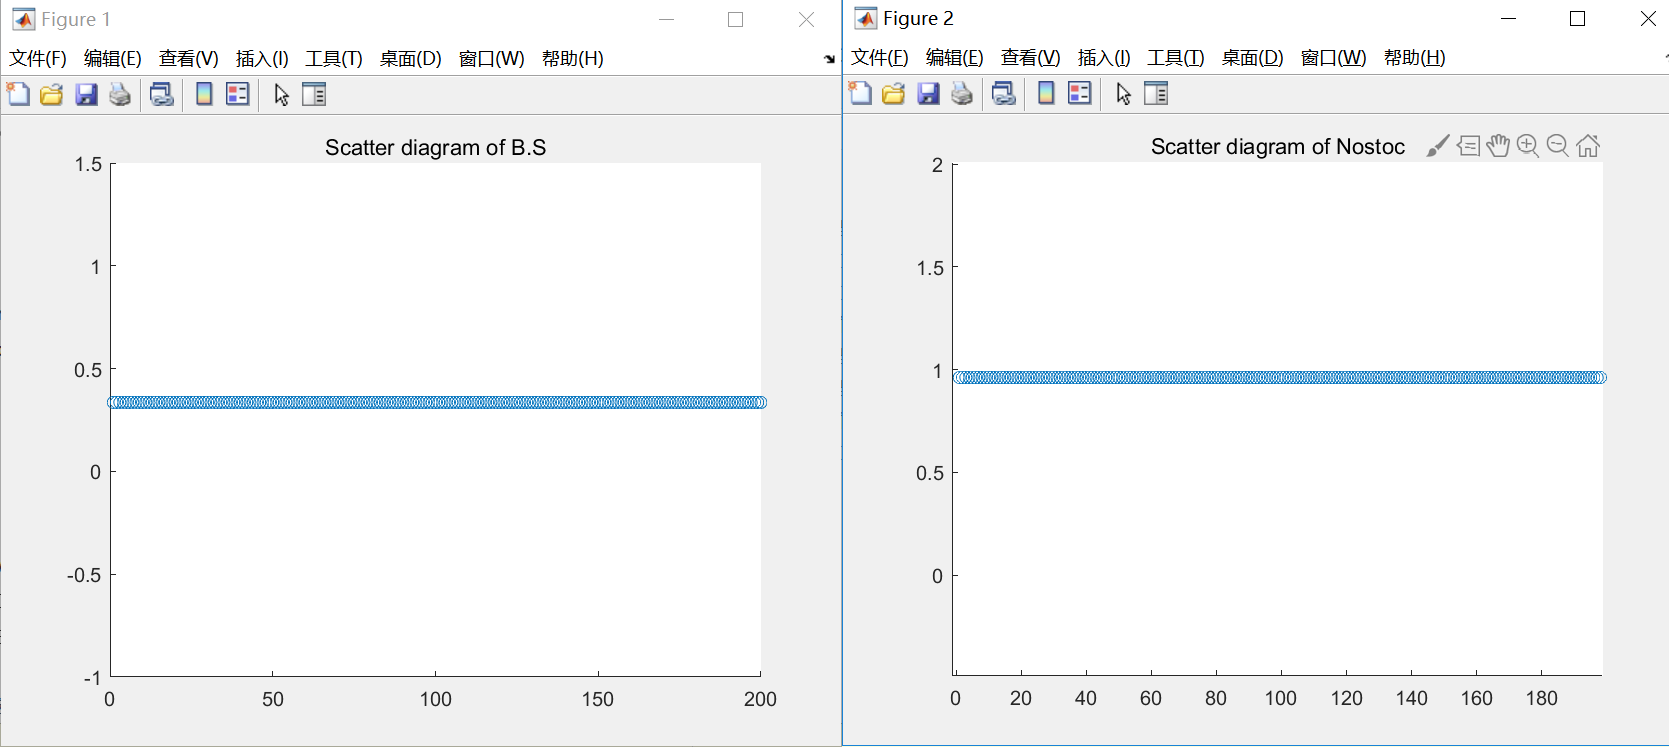 Figure 1
文件(F) 编辑(E) 查看(V) 插入(I) 工具(T) 桌面(D) 窗口(W) 帮助(H)
Scatter diagram of B.S
1.5
1
0.5
0
-0.5
-1
0 50 100 150 200
Figure 2
文件(F) 编辑(E) 查看(V) 插入(I) 工具(T) 桌面(D) 窗口(W) 帮助(H)
Scatter diagram of Nostoc
2
1.5
1
0.5
0
0 20 40 60 80 100 120 140 160 180